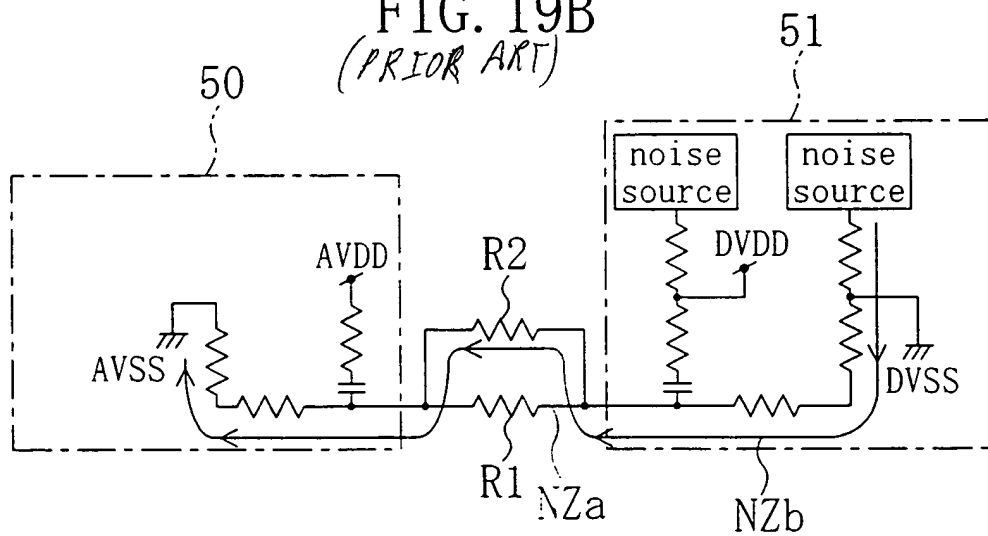 FIG. 19B
(PRIOR ART)
50
51
noise
source
noise
source
AVDD
R2
DVDD
AVSS
DVSS
R1
NZa
NZb